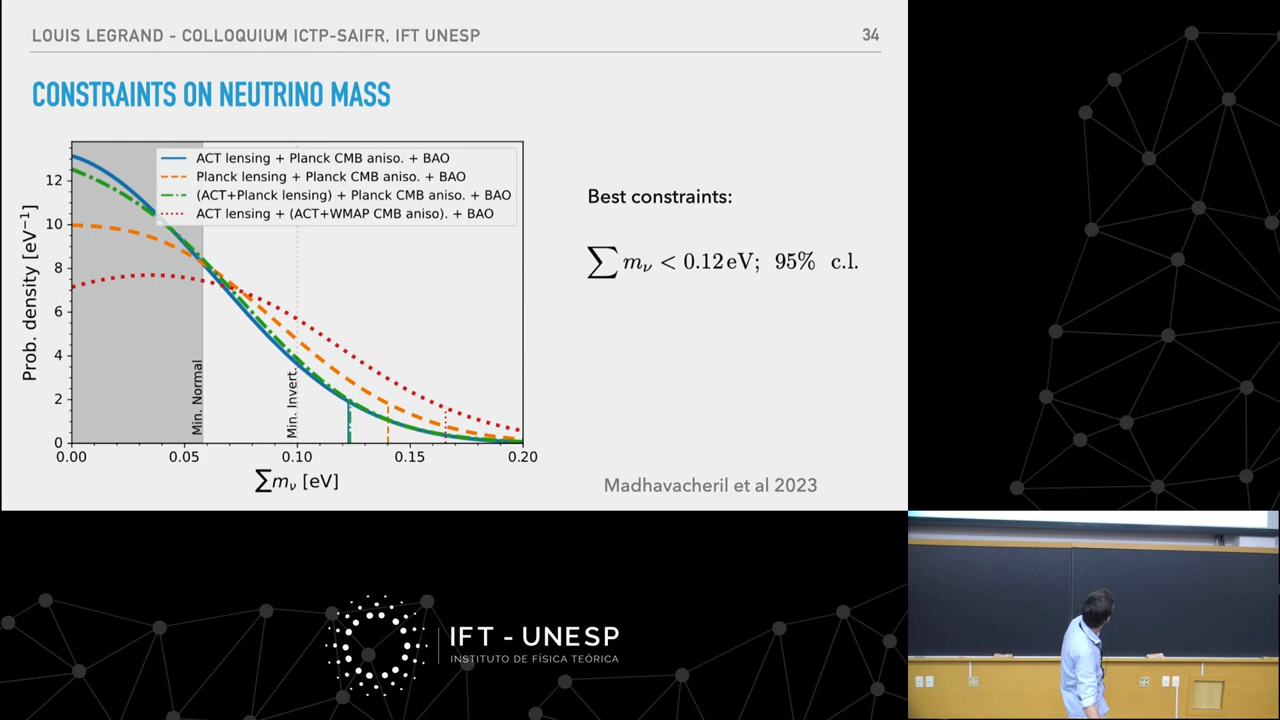 LOUIS LEGRAND - COLLOQUIUM ICTP-SAIFR, IFT UNESP
34
CONSTRAINTS ON NEUTRINO MASS
ACT lensing + Planck CMB aniso. + BAO
Planck lensing + Planck CMB aniso. + BAO
(ACT+Planck lensing) + Planck CMB aniso. + BAO
ACT lensing + (ACT+WMAP CMB aniso). + BAO
Prob. density [eV⁻¹]
12
10
8
6
4
2
0
Min. Normal
Min. Invert.
0.00 0.05 0.10 0.15 0.20
∑mν [eV]
Best constraints:
∑ mν < 0.12 eV; 95% c.l.
Madhavacheril et al 2023
IFT - UNESP
INSTITUTO DE FÍSICA TEÓRICA